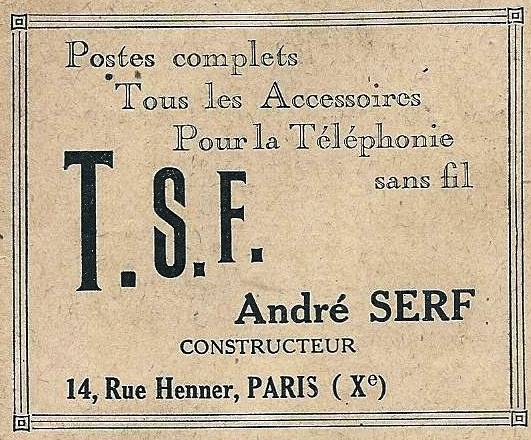 Postes complets
Tous les Accessoires
Pour la Téléphonie
sans fil
T.S.F.
André SERF
CONSTRUCTEUR
14, Rue Henner, PARIS ( Xᵉ)